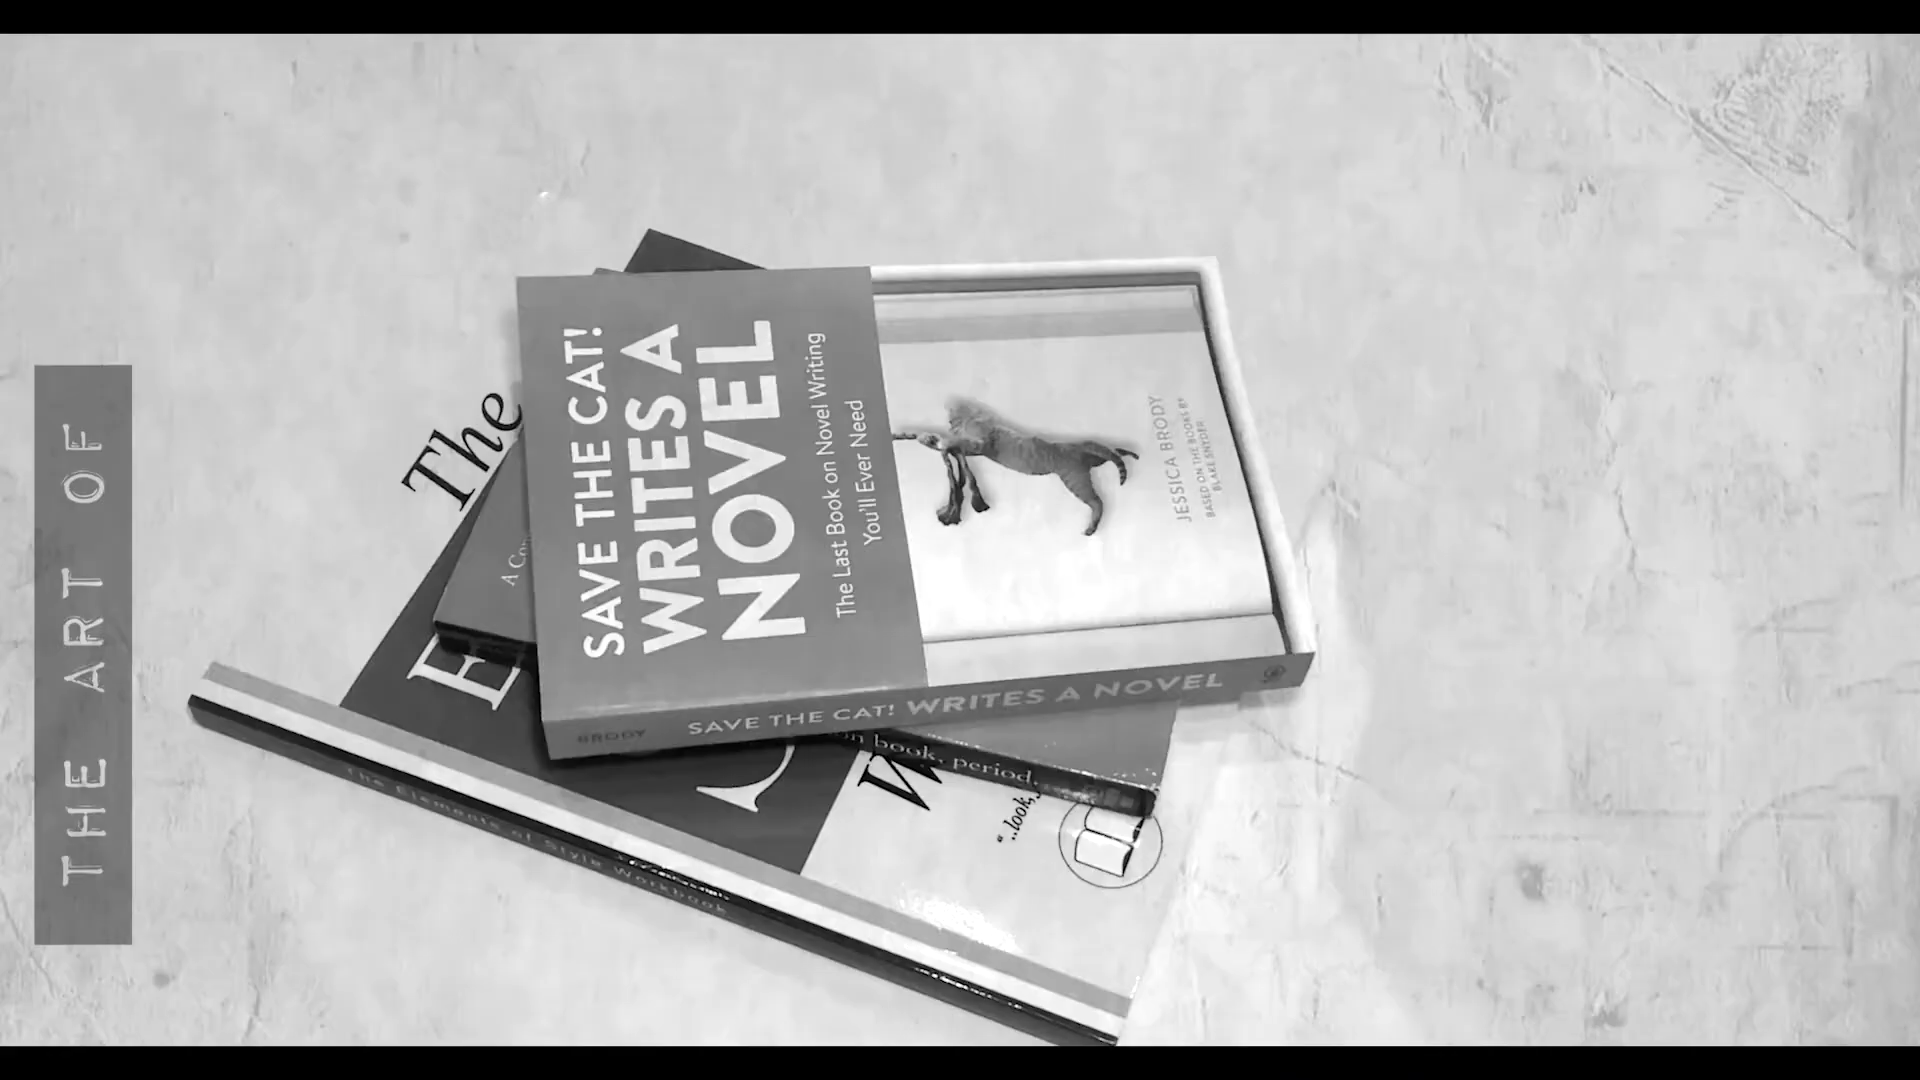 THE ART OF
SAVE THE CAT!
WRITES A
NOVEL
The Last Book on Novel Writing
You'll Ever Need
JESSICA BRODY
BASED ON THE BOOKS BY
BLAKE SNYDER
BRODY SAVE THE CAT! WRITES A NOVEL
The
A
book, period.
"..look,
The Elements of Style Workbook